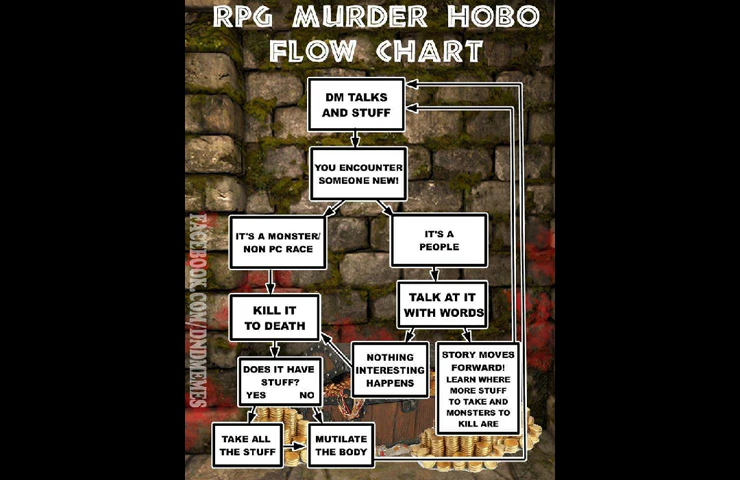 RPG MURDER HOBO
FLOW CHART
DM TALKS
AND STUFF
YOU ENCOUNTER
SOMEONE NEW!
IT'S A MONSTER/
NON PC RACE
IT'S A
PEOPLE
KILL IT
TO DEATH
TALK AT IT
WITH WORDS
DOES IT HAVE
STUFF?
YES NO
NOTHING
INTERESTING
HAPPENS
STORY MOVES
FORWARD!
LEARN WHERE
MORE STUFF
TO TAKE AND
MONSTERS TO
KILL ARE
TAKE ALL
THE STUFF
MUTILATE
THE BODY
FACEBOOK.COM/DNDMEMES